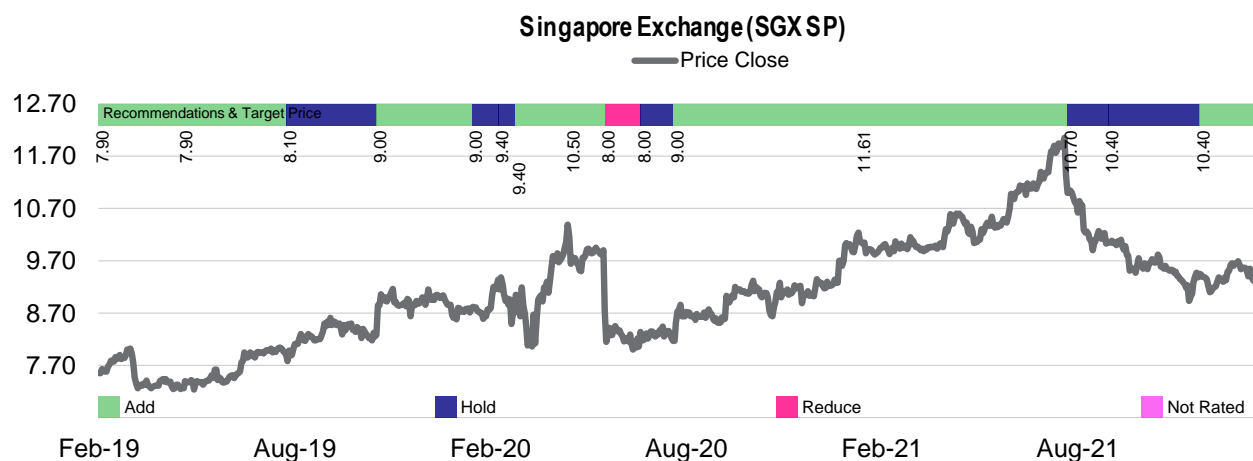 Singapore Exchange (SGX SP)
Price Close
12.70
11.70
10.70
9.70
8.70
7.70
Recommendations & Target Price
7.90
7.90
8.10
9.00
9.00
9.40
9.40
10.50
8.00
8.00
9.00
11.61
10.70
10.40
10.40
Add
Hold
Reduce
Not Rated
Feb-19
Aug-19
Feb-20
Aug-20
Feb-21
Aug-21